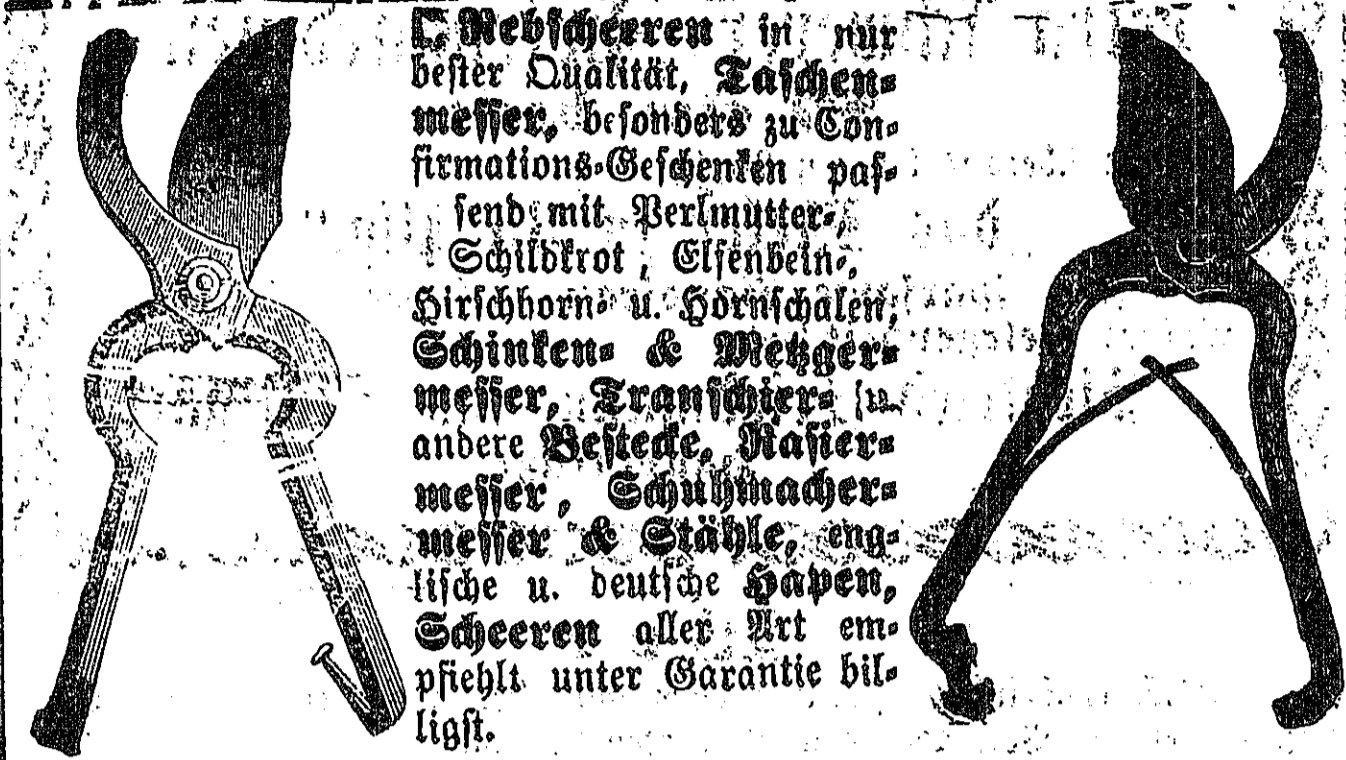 Rebscheeren in nur
bester Qualität, Taschen-
messer, besonders zu Con-
firmations-Geschenken pas-
send mit Perlmutter-,
Schildkrot, Elfenbein-,
Hirschhorn- u. Hornschalen,
Schinken- & Metzger-
messer, Transchier- u.
andere Bestecke, Rasier-
messer, Schuhmacher-
messer & Stähle, eng-
lische u. deutsche Hapen,
Scheeren aller Art em-
pfiehlt unter Garantie bil-
ligst.